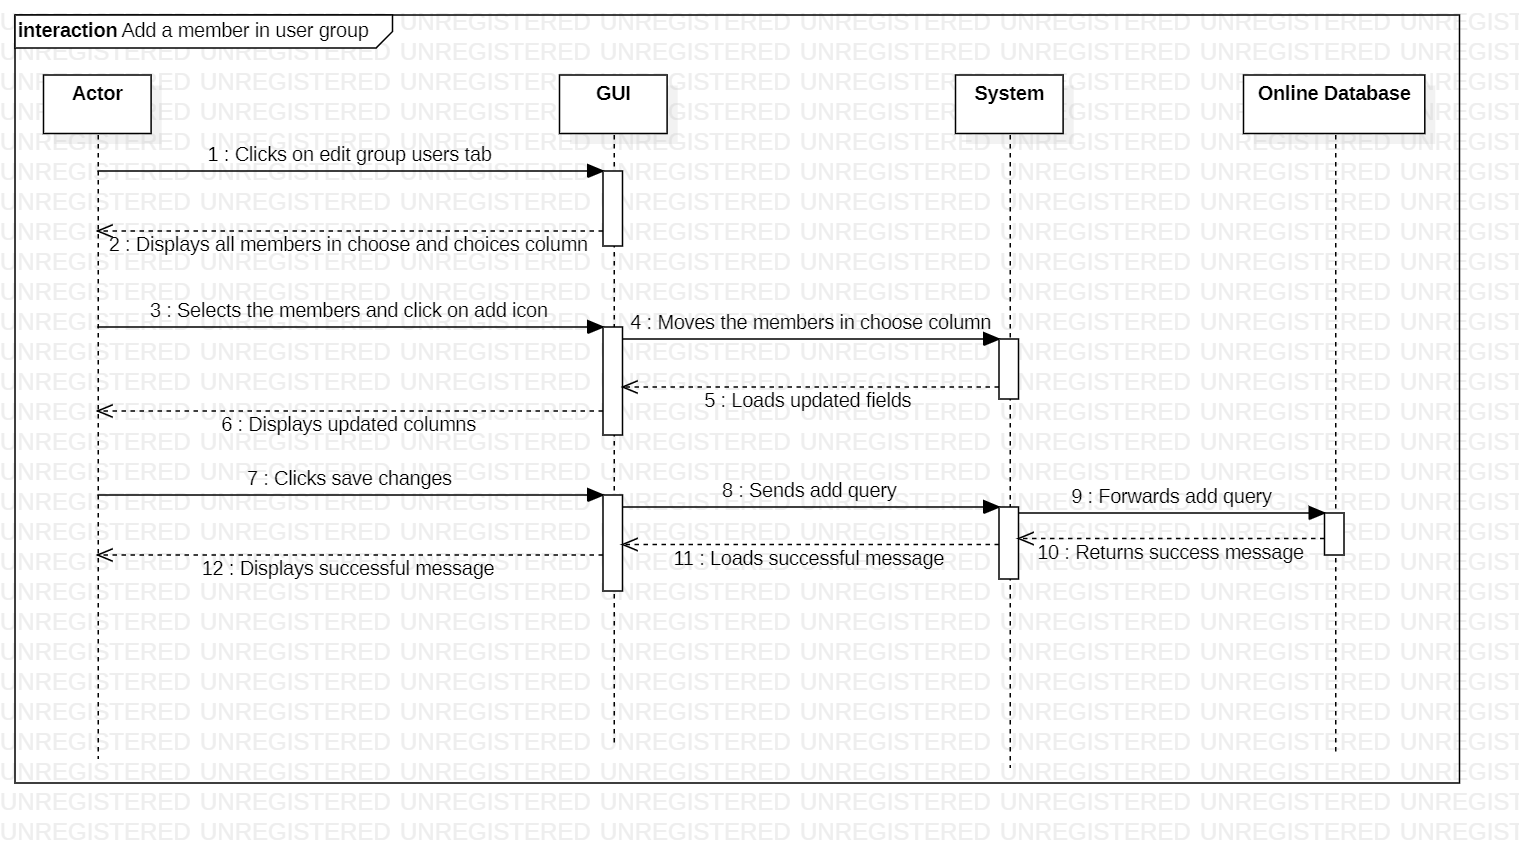 interaction Add a member in user group
Actor
GUI
System
Online Database
1 : Clicks on edit group users tab
2 : Displays all members in choose and choices column
3 : Selects the members and click on add icon
4 : Moves the members in choose column
5 : Loads updated fields
6 : Displays updated columns
7 : Clicks save changes
8 : Sends add query
9 : Forwards add query
10 : Returns success message
11 : Loads successful message
12 : Displays successful message
UNREGISTERED